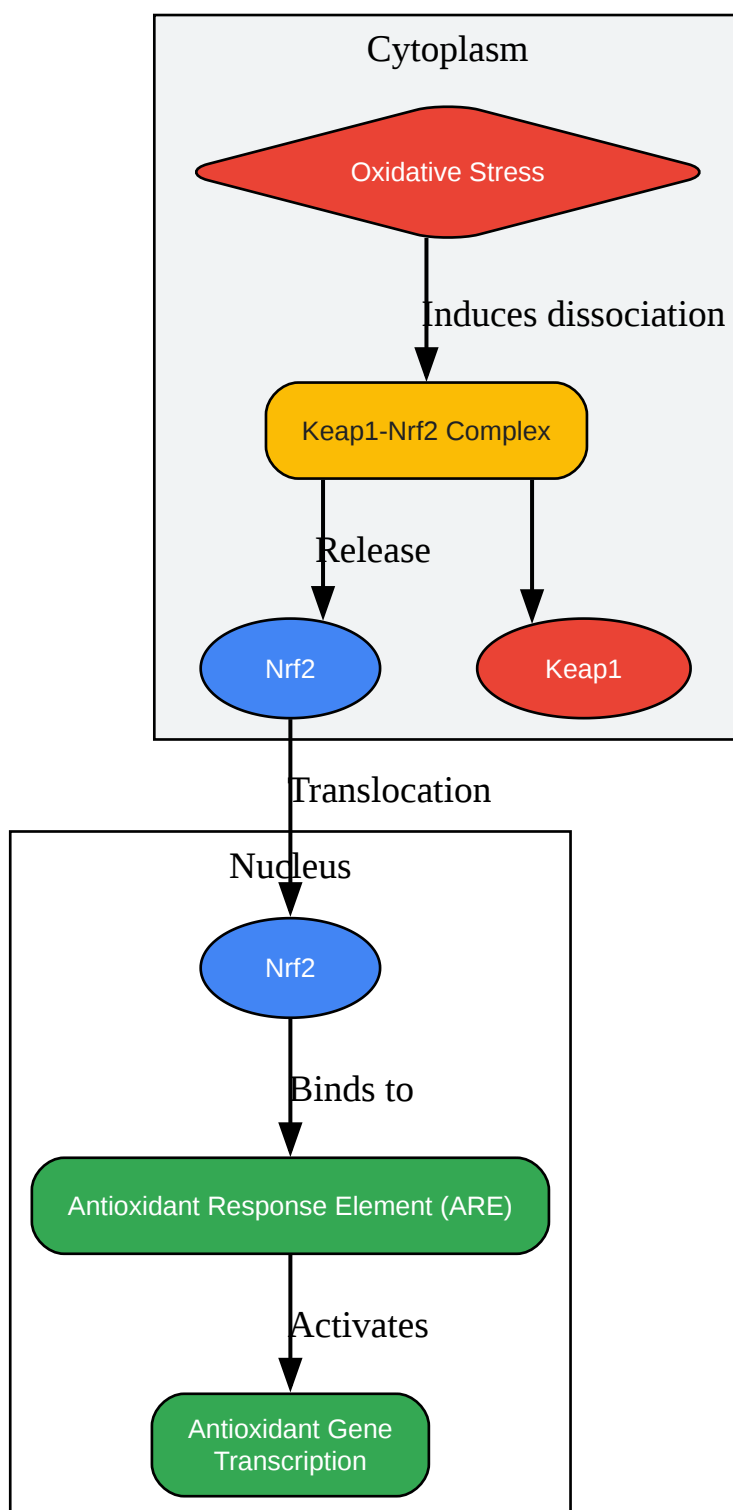 Cytoplasm
Oxidative Stress
Induces dissociation
Keap1-Nrf2 Complex
Release
Nrf2
Keap1
Translocation
Nucleus
Nrf2
Binds to
Antioxidant Response Element (ARE)
Activates
Antioxidant Gene
Transcription